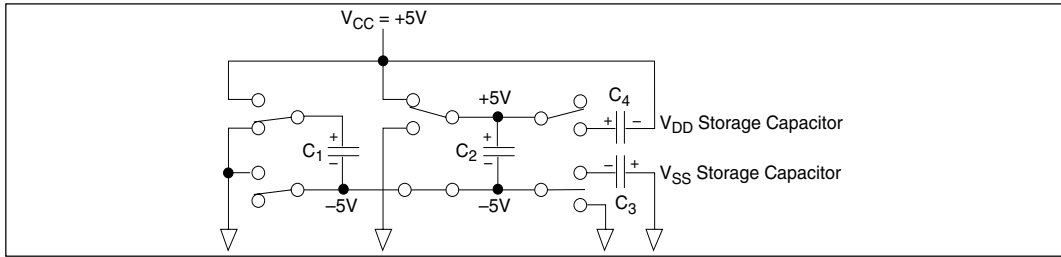 V_CC = +5V
+5V
C_4
+ −
V_DD Storage Capacitor
+
C_1
−
+
C_2
−
− +
V_SS Storage Capacitor
C_3
−5V
−5V